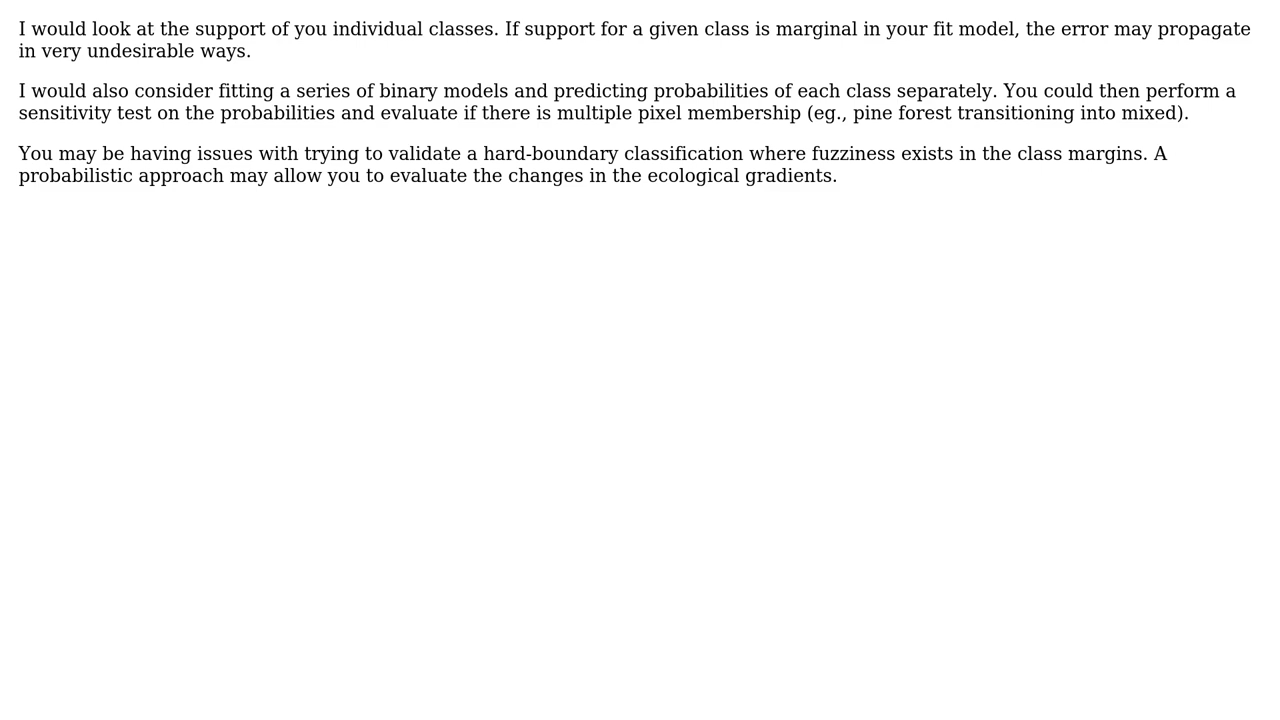 I would look at the support of you individual classes. If support for a given class is marginal in your fit model, the error may propagate
in very undesirable ways.
I would also consider fitting a series of binary models and predicting probabilities of each class separately. You could then perform a
sensitivity test on the probabilities and evaluate if there is multiple pixel membership (eg., pine forest transitioning into mixed).
You may be having issues with trying to validate a hard-boundary classification where fuzziness exists in the class margins. A
probabilistic approach may allow you to evaluate the changes in the ecological gradients.